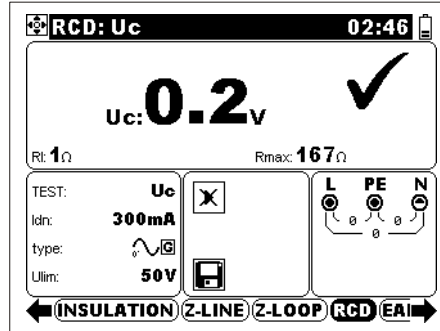 RCD: Uc 02:46
Uc: 0.2V
RI: 1Ω Rmax: 167Ω
TEST: Uc
Idn: 300mA
type: 0° G
Ulim: 50V
L PE N
0 0
0
INSULATION Z-LINE Z-LOOP RCD EAI